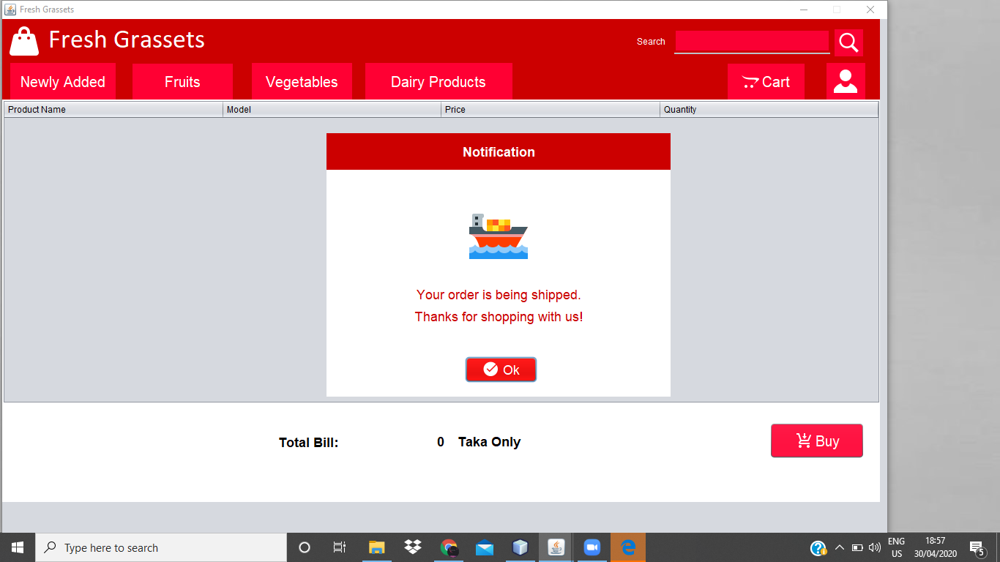 Fresh Grassets
Fresh Grassets
Search
Newly Added
Fruits
Vegetables
Dairy Products
Cart
Product Name
Model
Price
Quantity
Notification
Your order is being shipped.
Thanks for shopping with us!
Ok
Total Bill: 0 Taka Only
Buy
Type here to search
ENG
US
18:57
30/04/2020
5